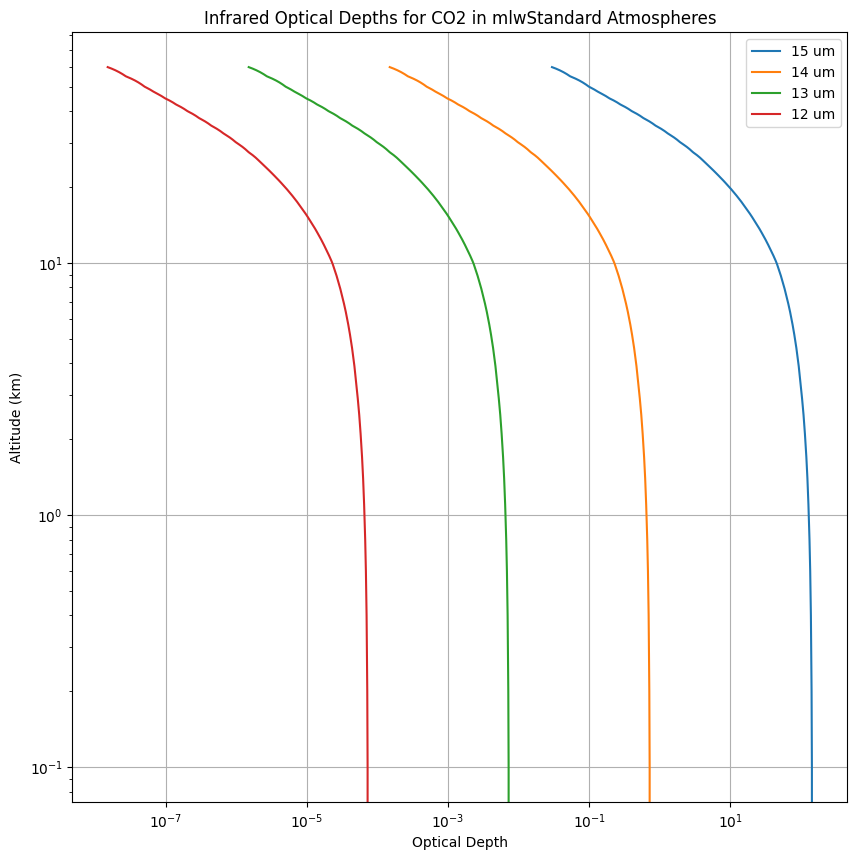 Infrared Optical Depths for CO2 in mlwStandard Atmospheres
15 um
14 um
13 um
12 um
Altitude (km)
10¹
10⁰
10⁻¹
10⁻⁷ 10⁻⁵ 10⁻³ 10⁻¹ 10¹
Optical Depth